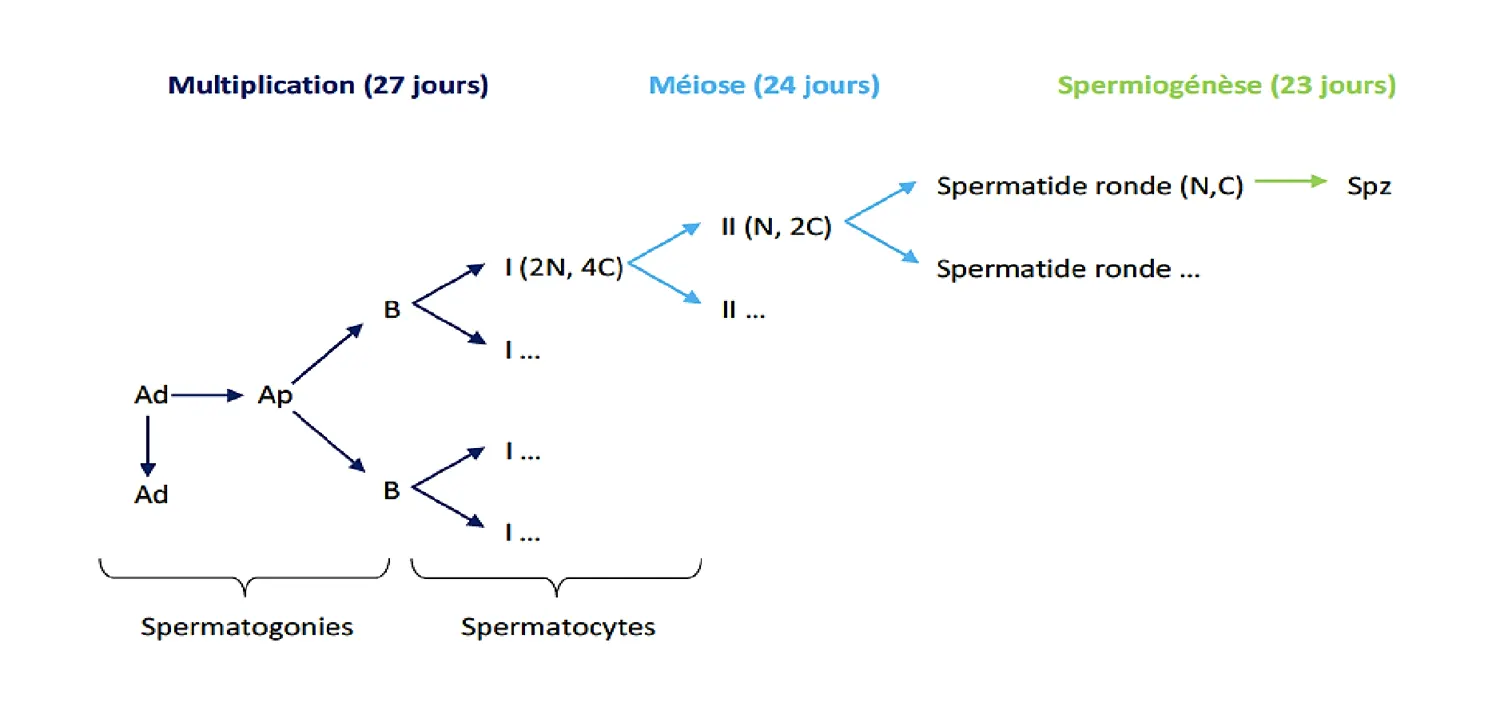 Multiplication (27 jours) Méiose (24 jours) Spermiogénèse (23 jours)
Spermatide ronde (N,C) Spz
II (N, 2C)
I (2N, 4C)
Spermatide ronde ...
B
II ...
I ...
Ad Ap
I ...
Ad
B
I ...
Spermatogonies Spermatocytes